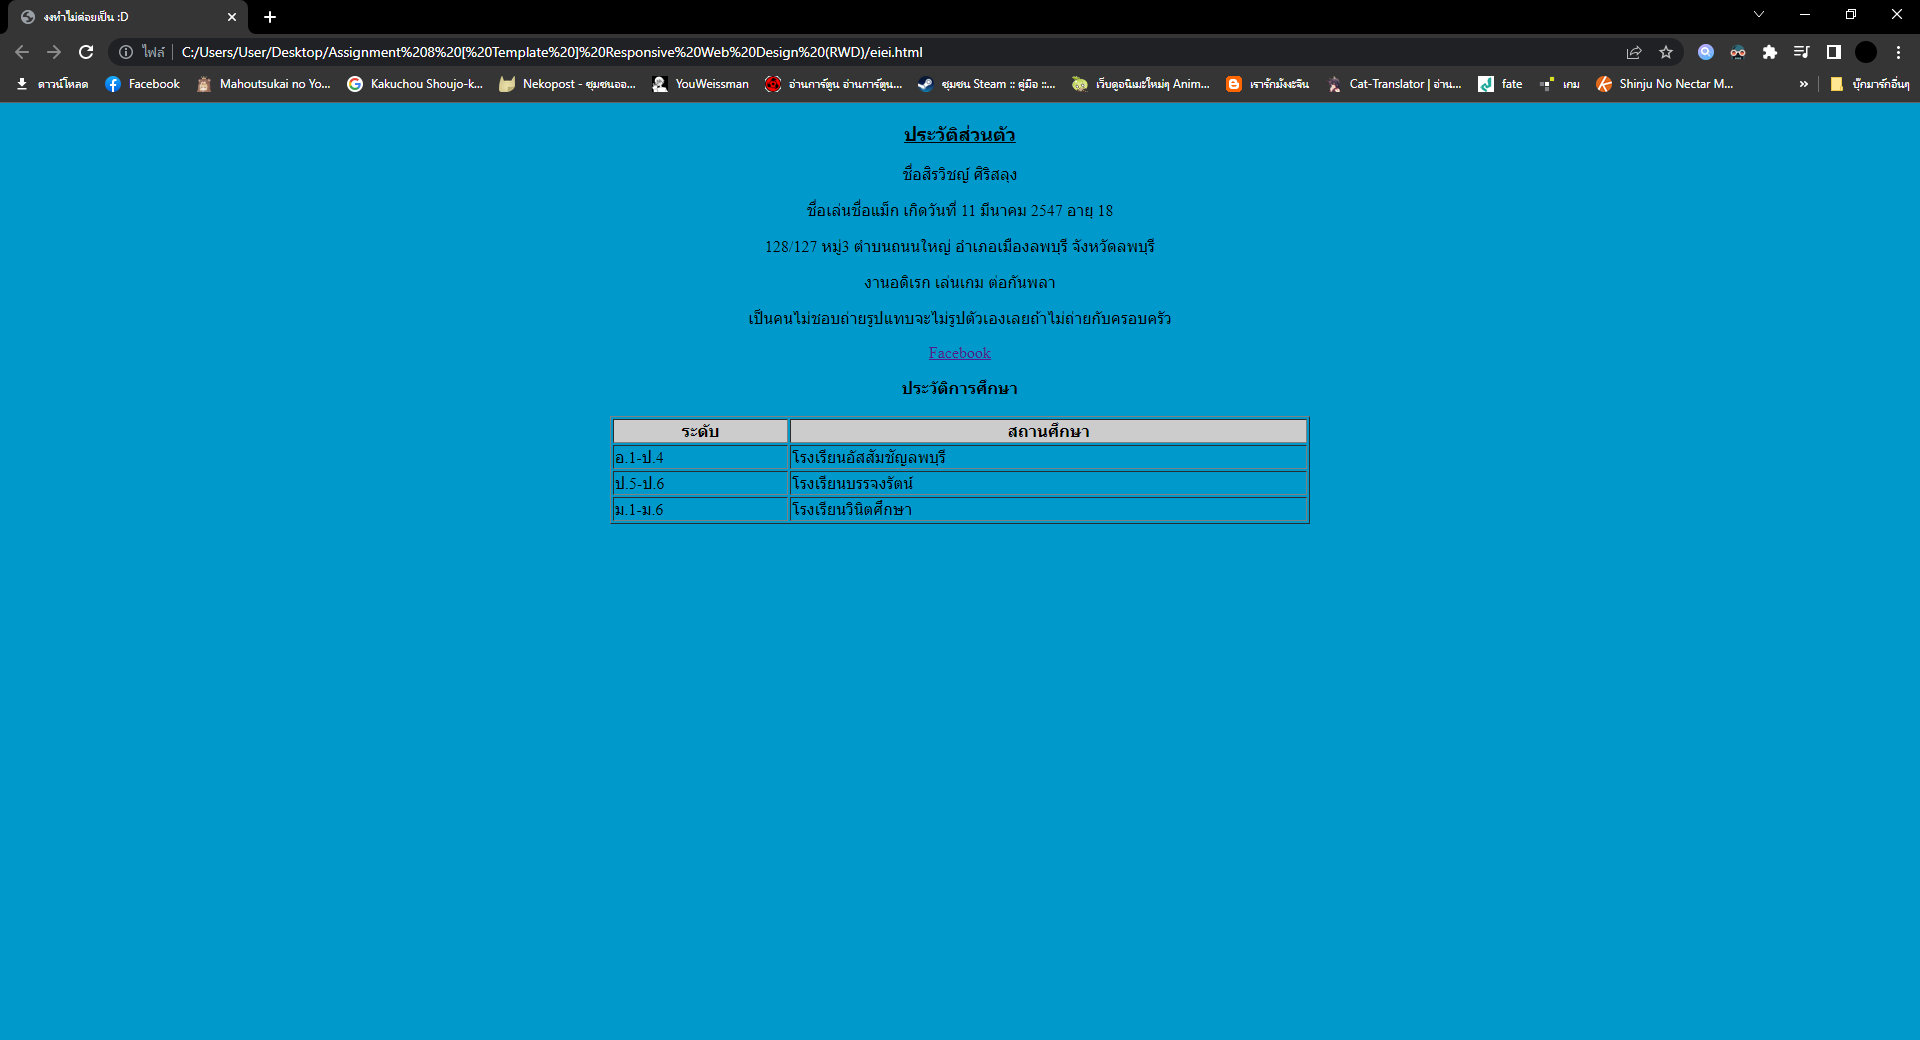 งงทำไม่ค่อยเป็น :D
ไฟล์ C:/Users/User/Desktop/Assignment%208%20[%20Template%20]%20Responsive%20Web%20Design%20(RWD)/eiei.html
ดาวน์โหลด Facebook Mahoutsukai no Yo... Kakuchou Shoujo-k... Nekopost - ชุมชนออ... YouWeissman อ่านการ์ตูน อ่านการ์ตูน... ชุมชน Steam :: คู่มือ ::... เว็บดูอนิเมะใหม่ๆ Anim... เรารักมังงะจีน Cat-Translator | อ่าน... fate เกม Shinju No Nectar M... » บุ๊กมาร์กอื่นๆ
ประวัติส่วนตัว
ชื่อสิรวิชญ์ ศิริสลุง
ชื่อเล่นชื่อแม็ก เกิดวันที่ 11 มีนาคม 2547 อายุ 18
128/127 หมู่3 ตำบนถนนใหญ่ อำเภอเมืองลพบุรี จังหวัดลพบุรี
งานอดิเรก เล่นเกม ต่อกันพลา
เป็นคนไม่ชอบถ่ายรูปแทบจะไม่รูปตัวเองเลยถ้าไม่ถ่ายกับครอบครัว
Facebook
ประวัติการศึกษา
ระดับ สถานศึกษา
อ.1-ป.4 โรงเรียนอัสสัมชัญลพบุรี
ป.5-ป.6 โรงเรียนบรรจงรัตน์
ม.1-ม.6 โรงเรียนวินิตศึกษา